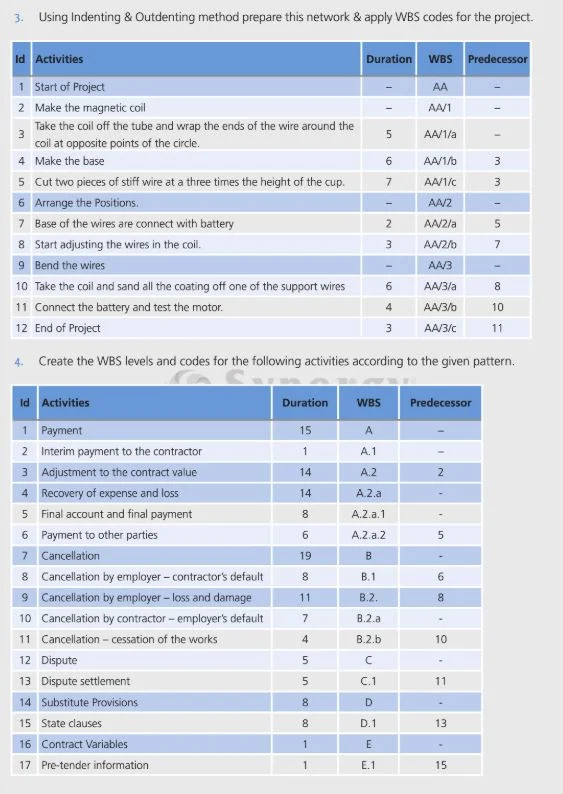 3. Using Indenting & Outdenting method prepare this network & apply WBS codes for the project.
Id Activities Duration WBS Predecessor
1 Start of Project – AA –
2 Make the magnetic coil – AA/1 –
3 Take the coil off the tube and wrap the ends of the wire around the coil at opposite points of the circle. 5 AA/1/a –
4 Make the base 6 AA/1/b 3
5 Cut two pieces of stiff wire at a three times the height of the cup. 7 AA/1/c 3
6 Arrange the Positions. – AA/2 –
7 Base of the wires are connect with battery 2 AA/2/a 5
8 Start adjusting the wires in the coil. 3 AA/2/b 7
9 Bend the wires – AA/3 –
10 Take the coil and sand all the coating off one of the support wires 6 AA/3/a 8
11 Connect the battery and test the motor. 4 AA/3/b 10
12 End of Project 3 AA/3/c 11
4. Create the WBS levels and codes for the following activities according to the given pattern.
Synergy
Id Activities Duration WBS Predecessor
1 Payment 15 A –
2 Interim payment to the contractor 1 A.1 –
3 Adjustment to the contract value 14 A.2 2
4 Recovery of expense and loss 14 A.2.a -
5 Final account and final payment 8 A.2.a.1 -
6 Payment to other parties 6 A.2.a.2 5
7 Cancellation 19 B -
8 Cancellation by employer – contractor's default 8 B.1 6
9 Cancellation by employer – loss and damage 11 B.2. 8
10 Cancellation by contractor – employer's default 7 B.2.a -
11 Cancellation – cessation of the works 4 B.2.b 10
12 Dispute 5 C -
13 Dispute settlement 5 C.1 11
14 Substitute Provisions 8 D -
15 State clauses 8 D.1 13
16 Contract Variables 1 E -
17 Pre-tender information 1 E.1 15